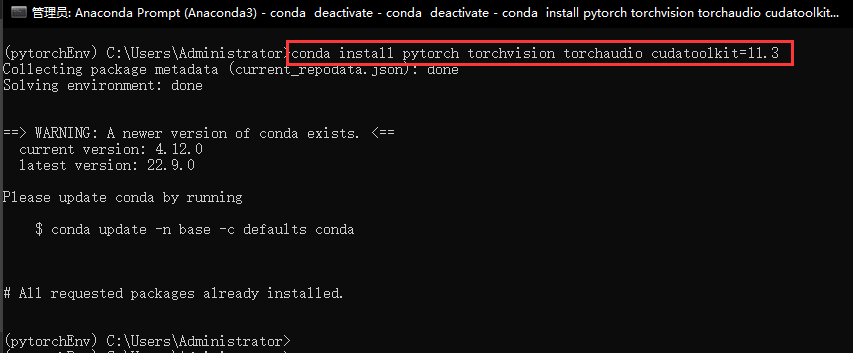 管理员: Anaconda Prompt (Anaconda3) - conda  deactivate - conda  deactivate - conda  install pytorch torchvision torchaudio cudatoolkit...
(pytorchEnv) C:\Users\Administrator>conda install pytorch torchvision torchaudio cudatoolkit=11.3
Collecting package metadata (current_repodata.json): done
Solving environment: done
==> WARNING: A newer version of conda exists. <==
  current version: 4.12.0
  latest version: 22.9.0
Please update conda by running
    $ conda update -n base -c defaults conda
# All requested packages already installed.
(pytorchEnv) C:\Users\Administrator>